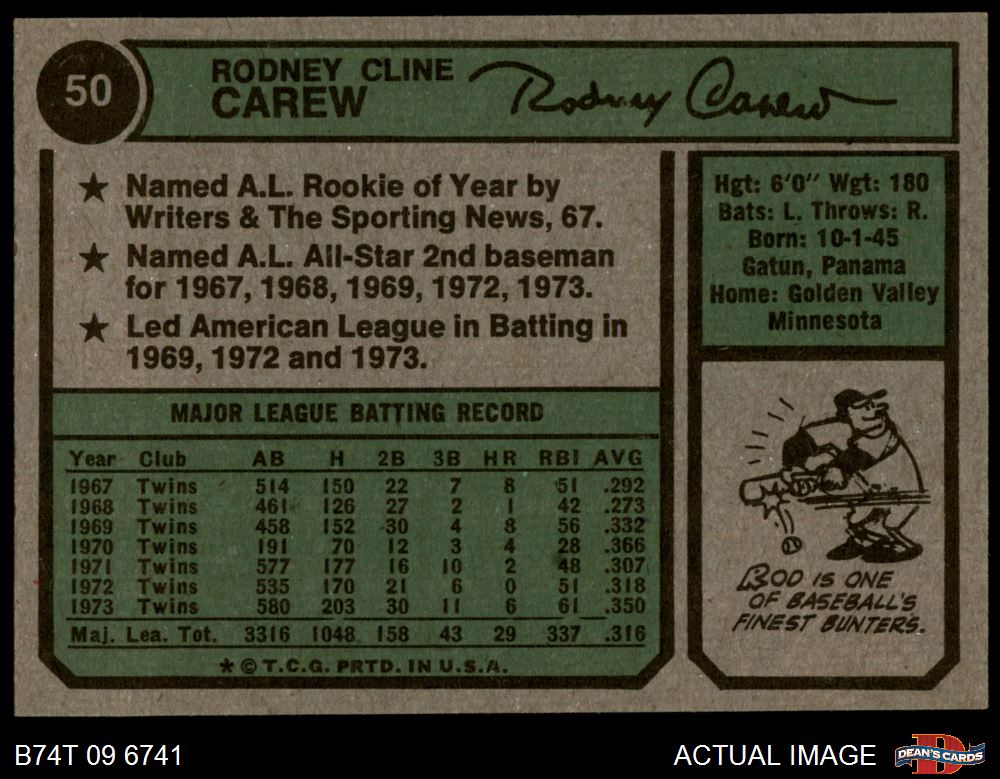 50
RODNEY CLINE
CAREW
Rodney Carew
★ Named A.L. Rookie of Year by
Writers & The Sporting News, 67.
★ Named A.L. All-Star 2nd baseman
for 1967, 1968, 1969, 1972, 1973.
★ Led American League in Batting in
1969, 1972 and 1973.
Hgt: 6'0" Wgt: 180
Bats: L. Throws: R.
Born: 10-1-45
Gatun, Panama
Home: Golden Valley
Minnesota
MAJOR LEAGUE BATTING RECORD
Year Club AB H 2B 3B HR RBI AVG
1967 Twins 514 150 22 7 8 51 .292
1968 Twins 461 126 27 2 1 42 .273
1969 Twins 458 152 30 4 8 56 .332
1970 Twins 191 70 12 3 4 28 .366
1971 Twins 577 177 16 10 2 48 .307
1972 Twins 535 170 21 6 0 51 .318
1973 Twins 580 203 30 11 6 61 .350
Maj. Lea. Tot. 3316 1048 158 43 29 337 .316
* © T.C.G. PRTD. IN U.S.A.
ROD IS ONE
OF BASEBALL'S
FINEST BUNTERS.
B74T 09 6741
ACTUAL IMAGE
D
DEAN'S CARDS